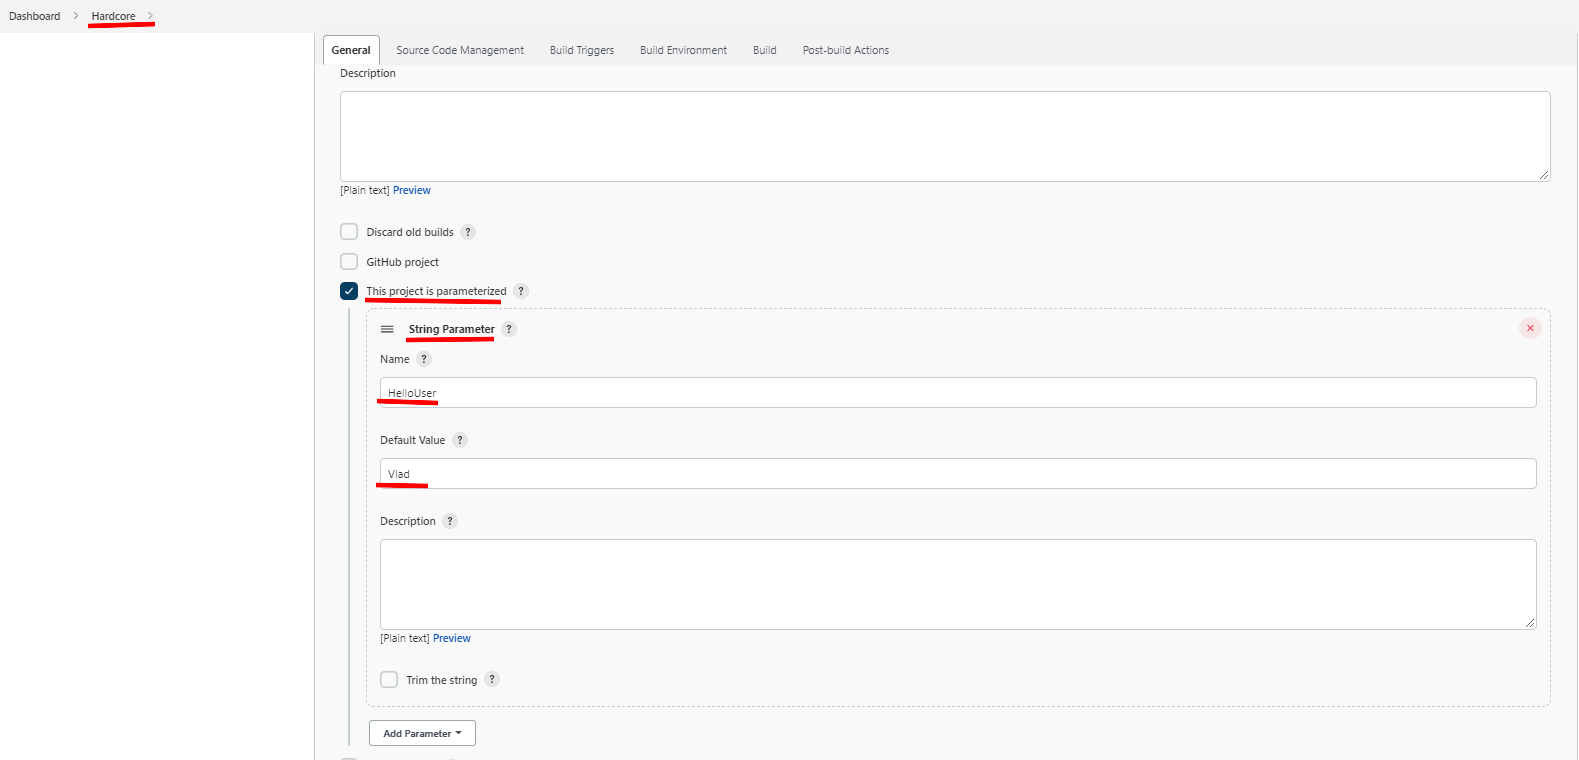 Dashboard > Hardcore >
General Source Code Management Build Triggers Build Environment Build Post-build Actions
Description
[Plain text] Preview
Discard old builds ?
GitHub project
This project is parameterized ?
String Parameter ?
Name ?
HelloUser
Default Value ?
Vlad
Description ?
[Plain text] Preview
Trim the string ?
Add Parameter